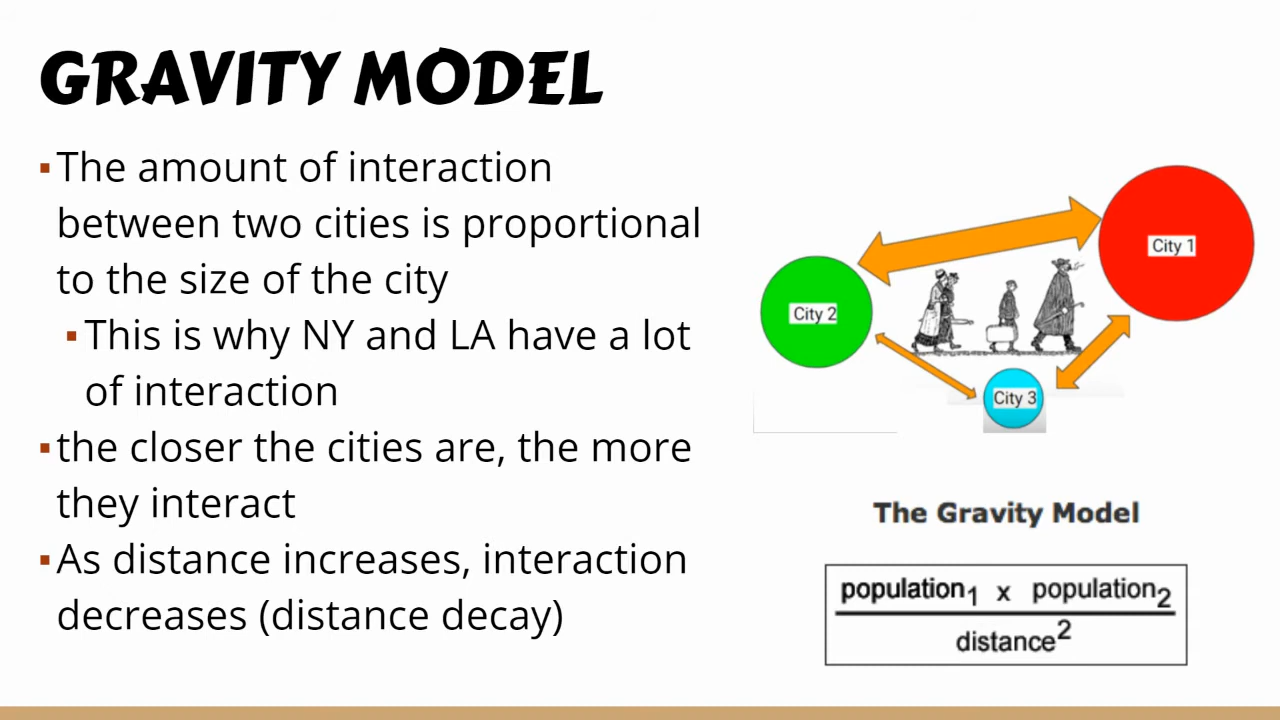 GRAVITY MODEL
▪The amount of interaction
between two cities is proportional
to the size of the city
▪This is why NY and LA have a lot
of interaction
▪the closer the cities are, the more
they interact
▪As distance increases, interaction
decreases (distance decay)
City 1
City 2
City 3
The Gravity Model
population₁ x population₂
distance²